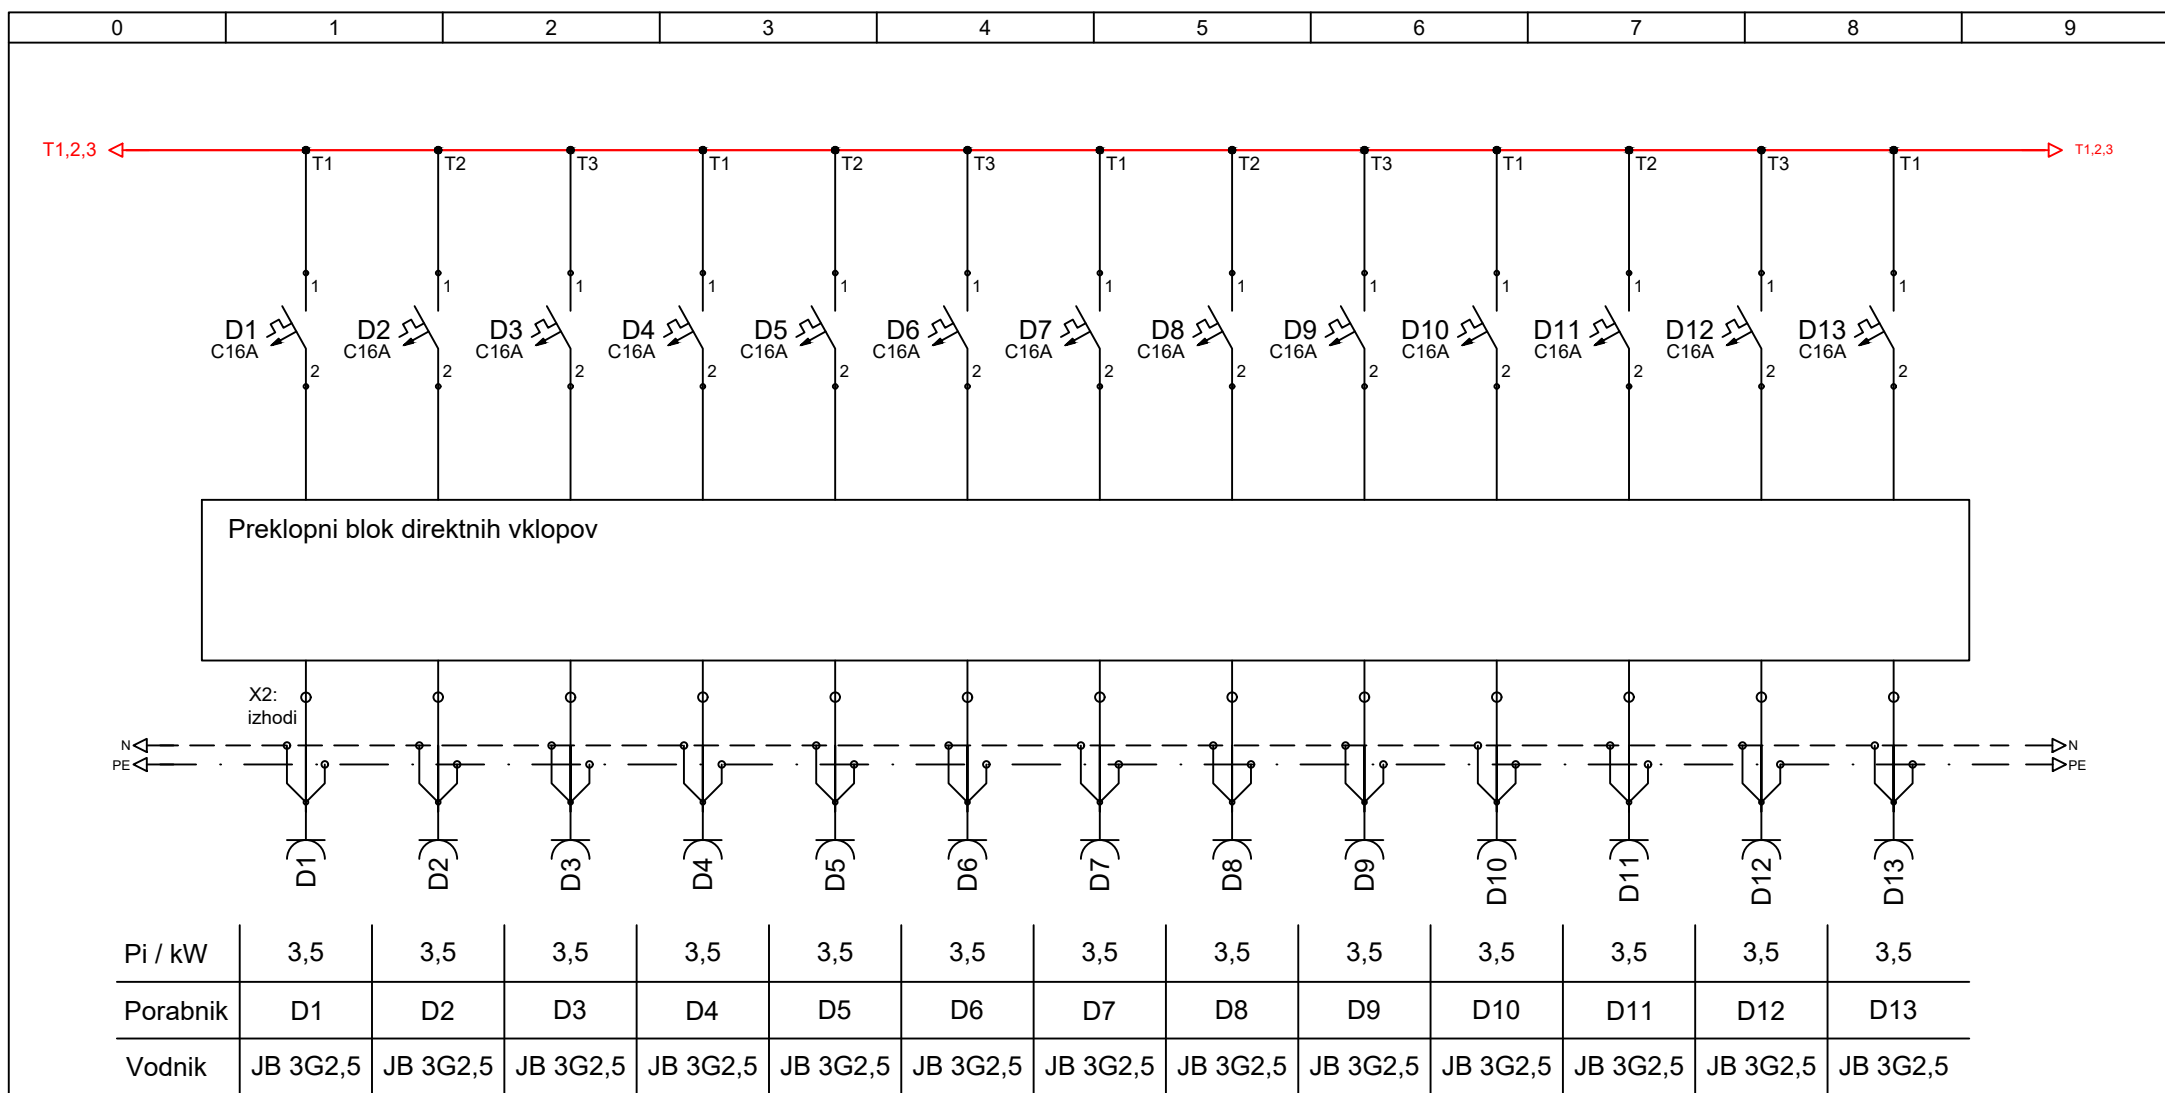 0 1 2 3 4 5 6 7 8 9
T1,2,3 T1,2,3
T1 T2 T3 T1 T2 T3 T1 T2 T3 T1 T2 T3 T1
1 1 1 1 1 1 1 1 1 1 1 1 1
D1 D2 D3 D4 D5 D6 D7 D8 D9 D10 D11 D12 D13
C16A C16A C16A C16A C16A C16A C16A C16A C16A C16A C16A C16A C16A
2 2 2 2 2 2 2 2 2 2 2 2 2
Preklopni blok direktnih vklopov
X2:
izhodi
N N
PE PE
D1 D2 D3 D4 D5 D6 D7 D8 D9 D10 D11 D12 D13
Pi / kW 3,5 3,5 3,5 3,5 3,5 3,5 3,5 3,5 3,5 3,5 3,5 3,5 3,5
Porabnik D1 D2 D3 D4 D5 D6 D7 D8 D9 D10 D11 D12 D13
Vodnik JB 3G2,5 JB 3G2,5 JB 3G2,5 JB 3G2,5 JB 3G2,5 JB 3G2,5 JB 3G2,5 JB 3G2,5 JB 3G2,5 JB 3G2,5 JB 3G2,5 JB 3G2,5 JB 3G2,5